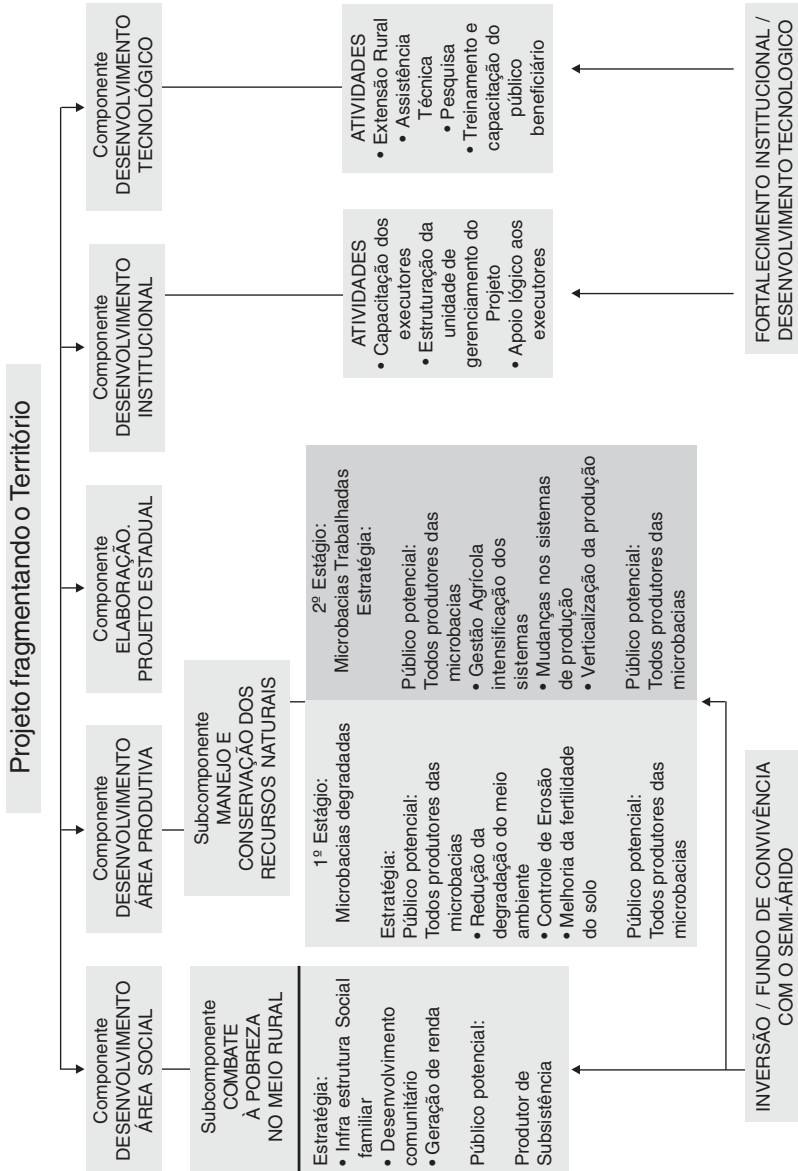 Projeto fragmentando o Território
Componente
DESENVOLVIMENTO
ÁREA SOCIAL
Componente
DESENVOLVIMENTO
ÁREA PRODUTIVA
Componente
ELABORAÇÃO.
PROJETO ESTADUAL
Componente
DESENVOLVIMENTO
INSTITUCIONAL
Componente
DESENVOLVIMENTO
TECNOLÓGICO
Subcomponente
COMBATE
À POBREZA
NO MEIO RURAL
Subcomponente
MANEJO E
CONSERVAÇÃO DOS
RECURSOS NATURAIS
Estratégia:
• Infra estrutura Social
familiar
• Desenvolvimento
comunitário
• Geração de renda
Público potencial:
Produtor de
Subsistência
1º Estágio:
Microbacias degradadas
Estratégia:
Público potencial:
Todos produtores das
microbacias
• Redução da
degradação do meio
ambiente
• Controle de Erosão
• Melhoria da fertilidade
do solo
Público potencial:
Todos produtores das
microbacias
2º Estágio:
Microbacias Trabalhadas
Estratégia:
Público potencial:
Todos produtores das
microbacias
• Gestão Agrícola
intensificação dos
sistemas
• Mudanças nos sistemas
de produção
• Verticalização da produção
Público potencial:
Todos produtores das
microbacias
ATIVIDADES
• Capacitação dos
executores
• Estruturação da
unidade de
gerenciamento do
Projeto
• Apoio lógico aos
executores
ATIVIDADES
• Extensão Rural
• Assistência
Técnica
• Pesquisa
• Treinamento e
capacitação do
público
beneficiário
INVERSÃO / FUNDO DE CONVIVÊNCIA
COM O SEMI-ÁRIDO
FORTALECIMENTO INSTITUCIONAL /
DESENVOLVIMENTO TECNOLOGICO